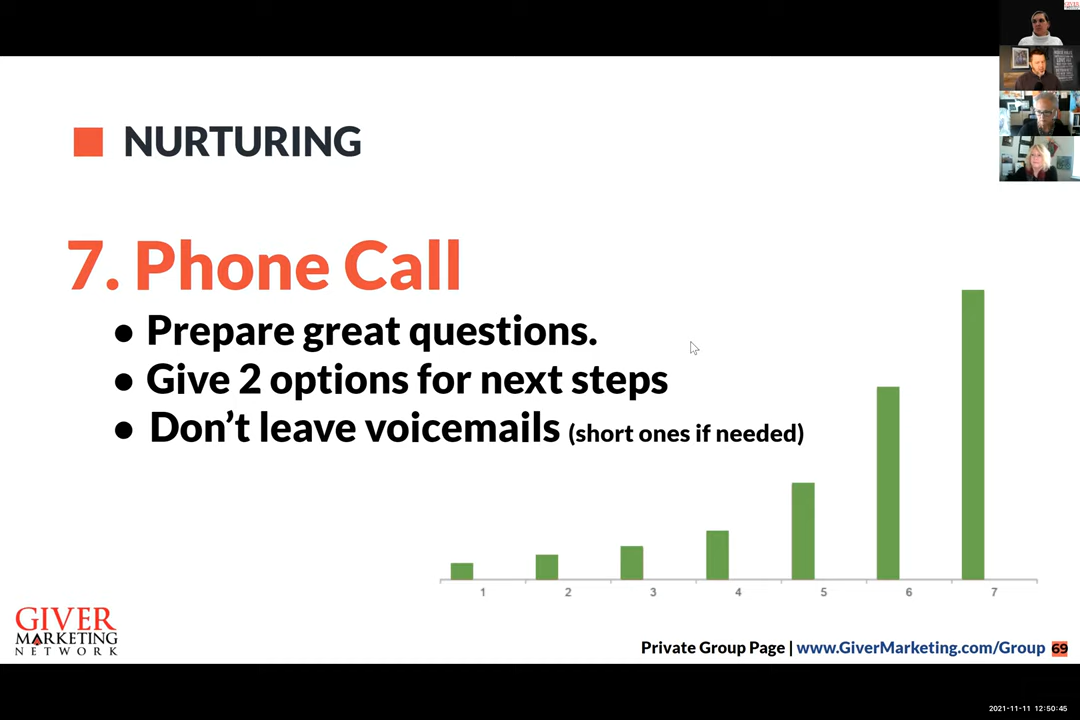 GIVER
NURTURING
7. Phone Call
● Prepare great questions.
● Give 2 options for next steps
● Don’t leave voicemails (short ones if needed)
1 2 3 4 5 6 7
GIVER
MARKETING
NETWORK
Private Group Page | www.GiverMarketing.com/Group 69
2021-11-11 12:50:45